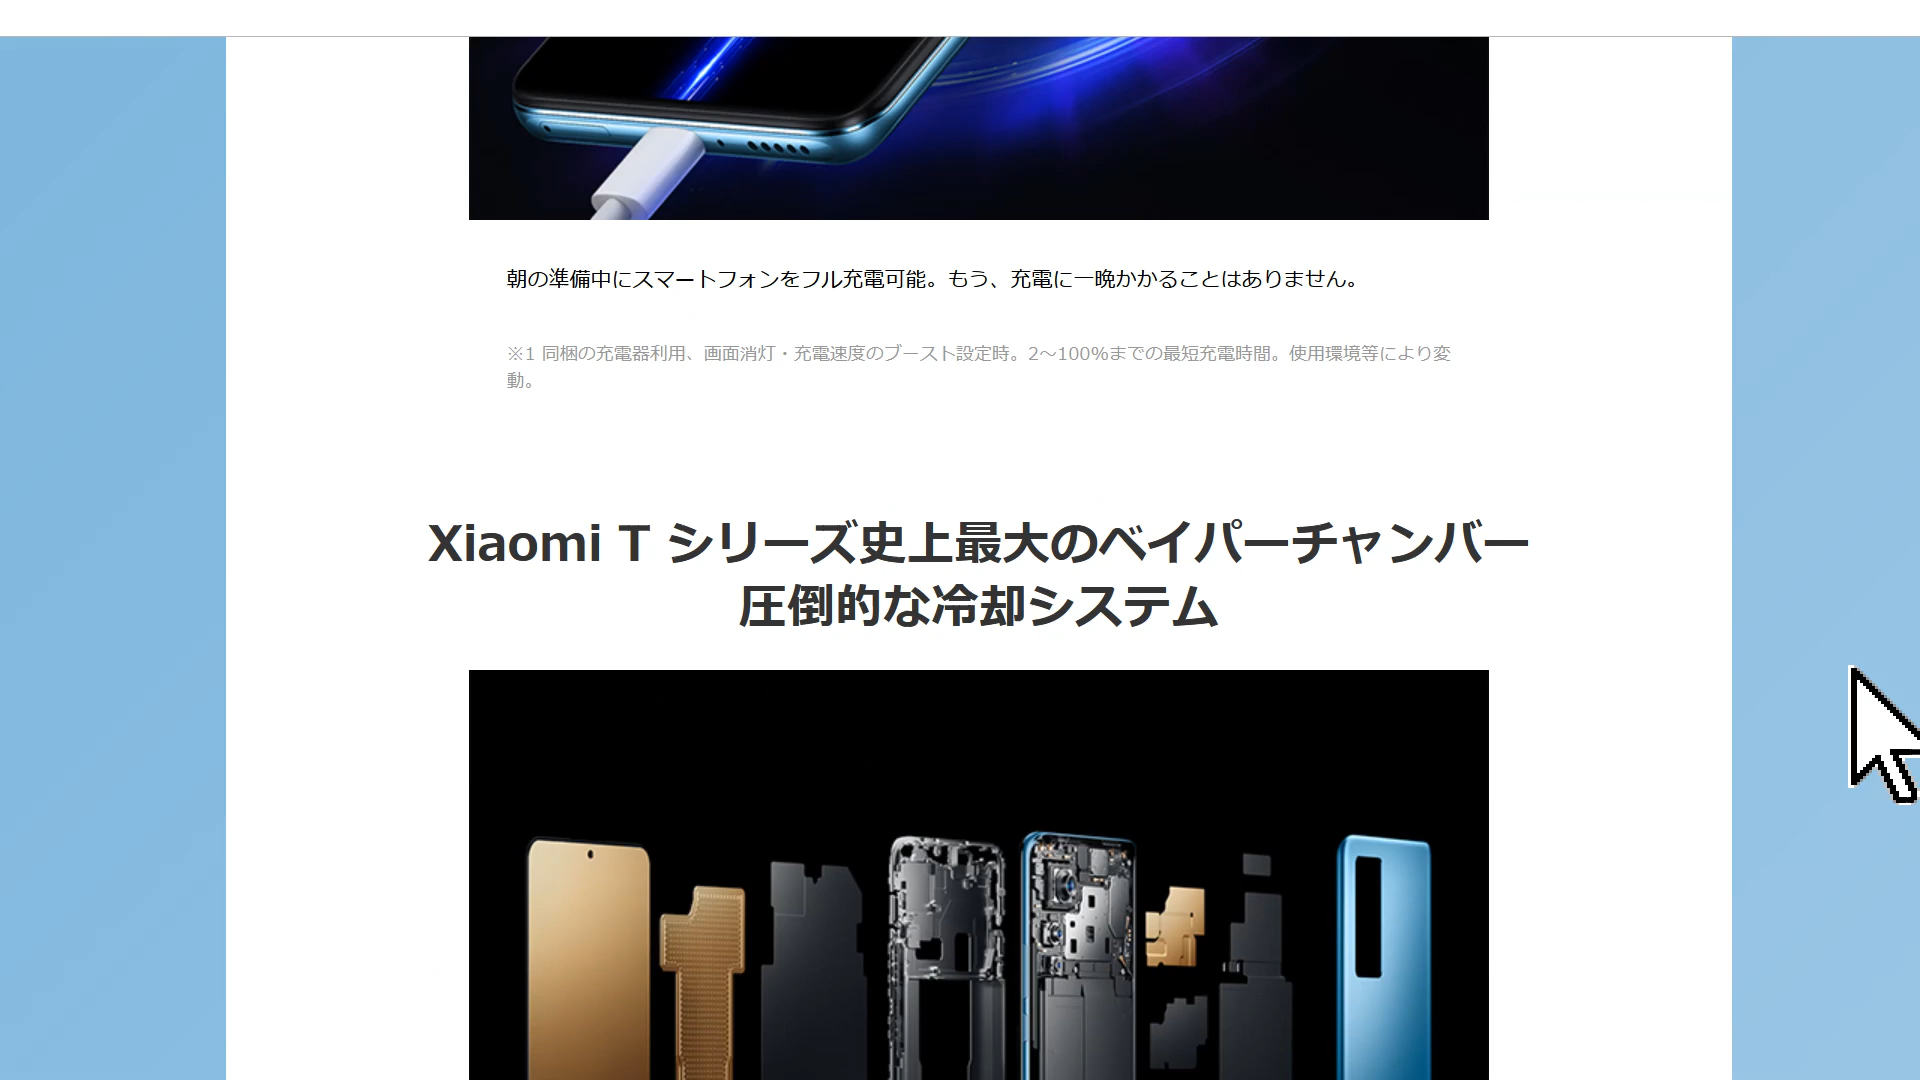 朝の準備中にスマートフォンをフル充電可能。もう、充電に一晩かかることはありません。
※1 同梱の充電器利用、画面消灯・充電速度のブースト設定時。2～100%までの最短充電時間。使用環境等により変
動。
Xiaomi T シリーズ史上最大のベイパーチャンバー
圧倒的な冷却システム